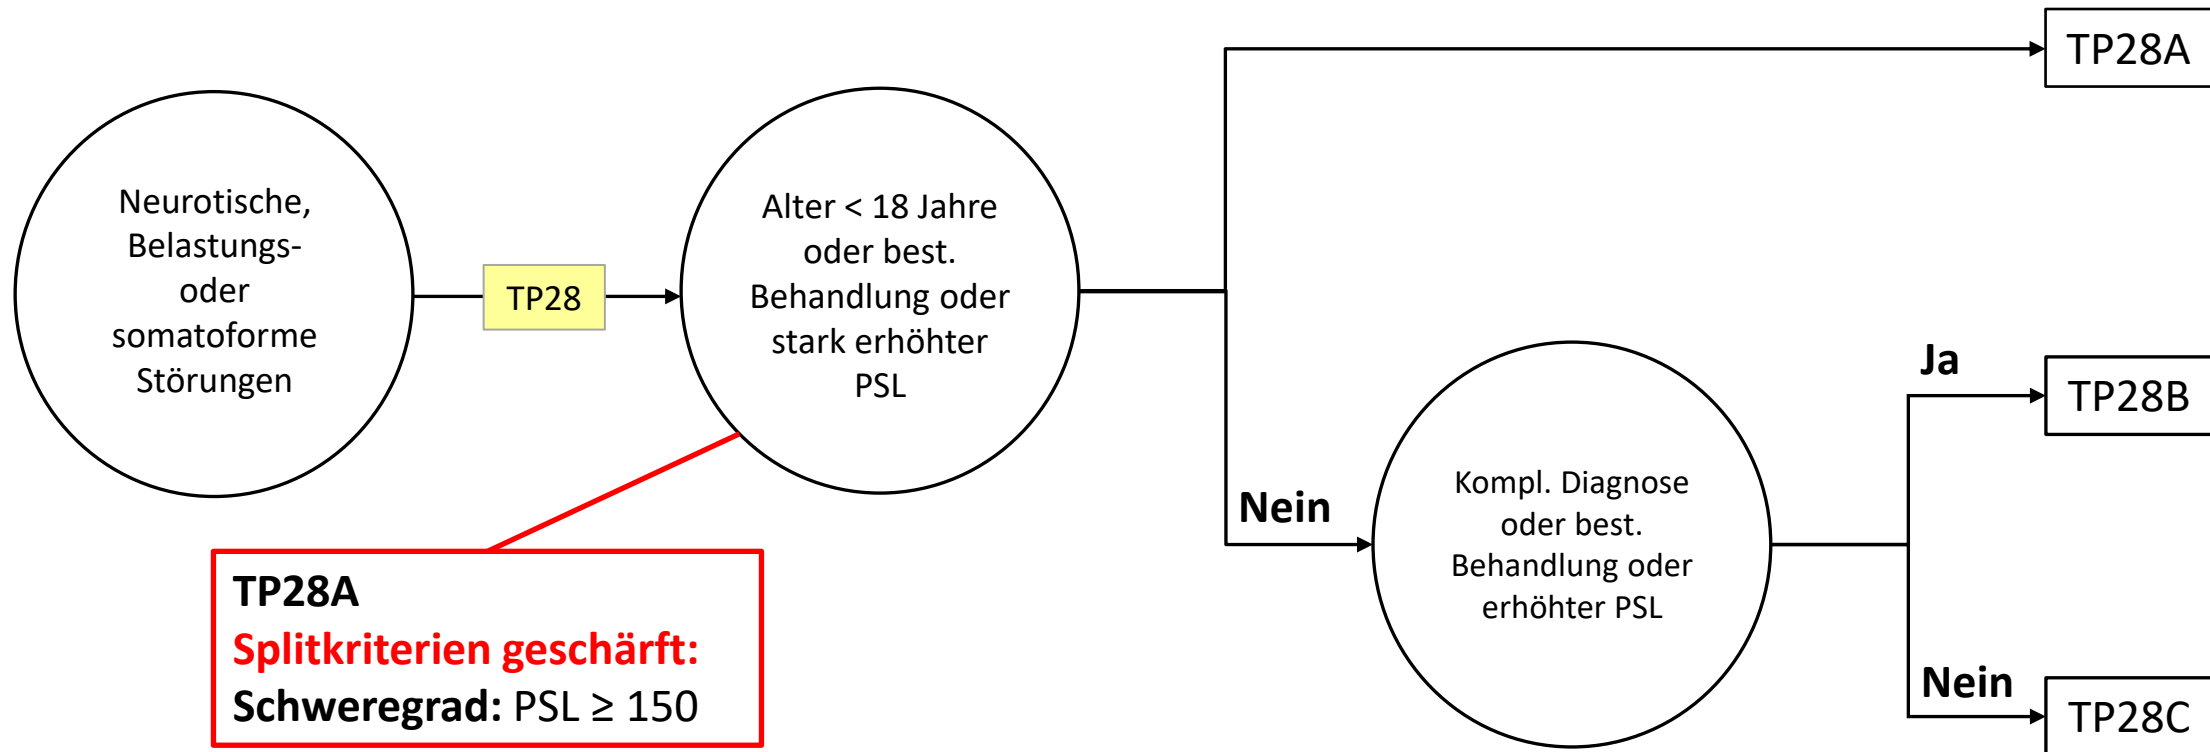 Neurotische,
Belastungs-
oder
somatoforme
Störungen
TP28
Alter < 18 Jahre
oder best.
Behandlung oder
stark erhöhter
PSL
TP28A
Splitkriterien geschärft:
Schweregrad: PSL ≥ 150
TP28A
Nein
Kompl. Diagnose
oder best.
Behandlung oder
erhöhter PSL
Ja
TP28B
Nein
TP28C